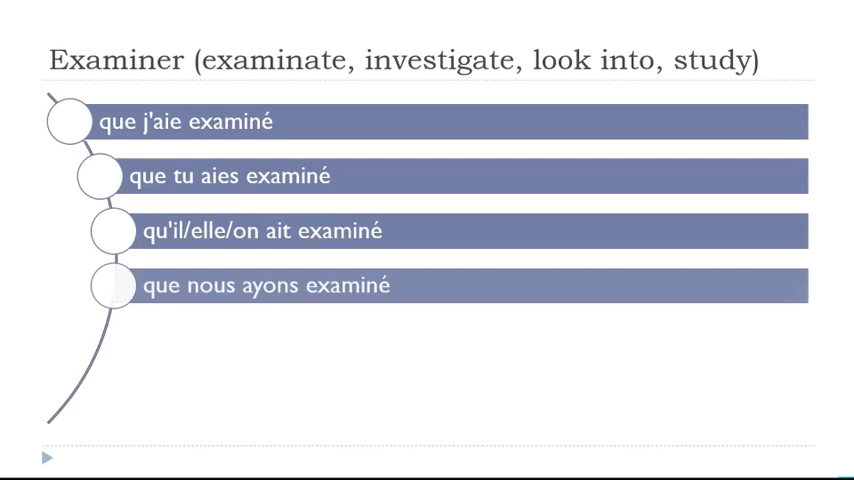 Examiner (examinate, investigate, look into, study)
que j'aie examiné
que tu aies examiné
qu'il/elle/on ait examiné
que nous ayons examiné